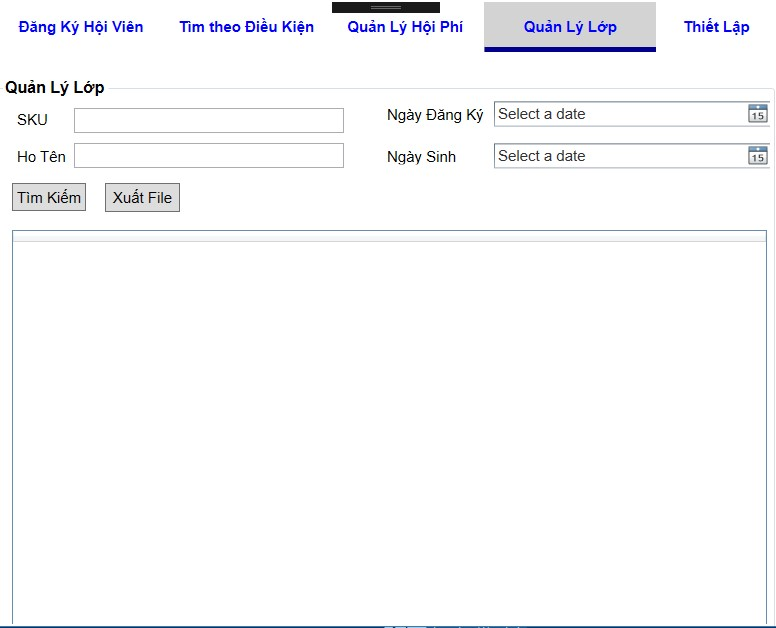 Đăng Ký Hội Viên Tìm theo Điều Kiện Quản Lý Hội Phí Quản Lý Lớp Thiết Lập
Quản Lý Lớp
SKU Ngày Đăng Ký Select a date 15
Họ Tên Ngày Sinh Select a date 15
Tìm Kiếm Xuất File